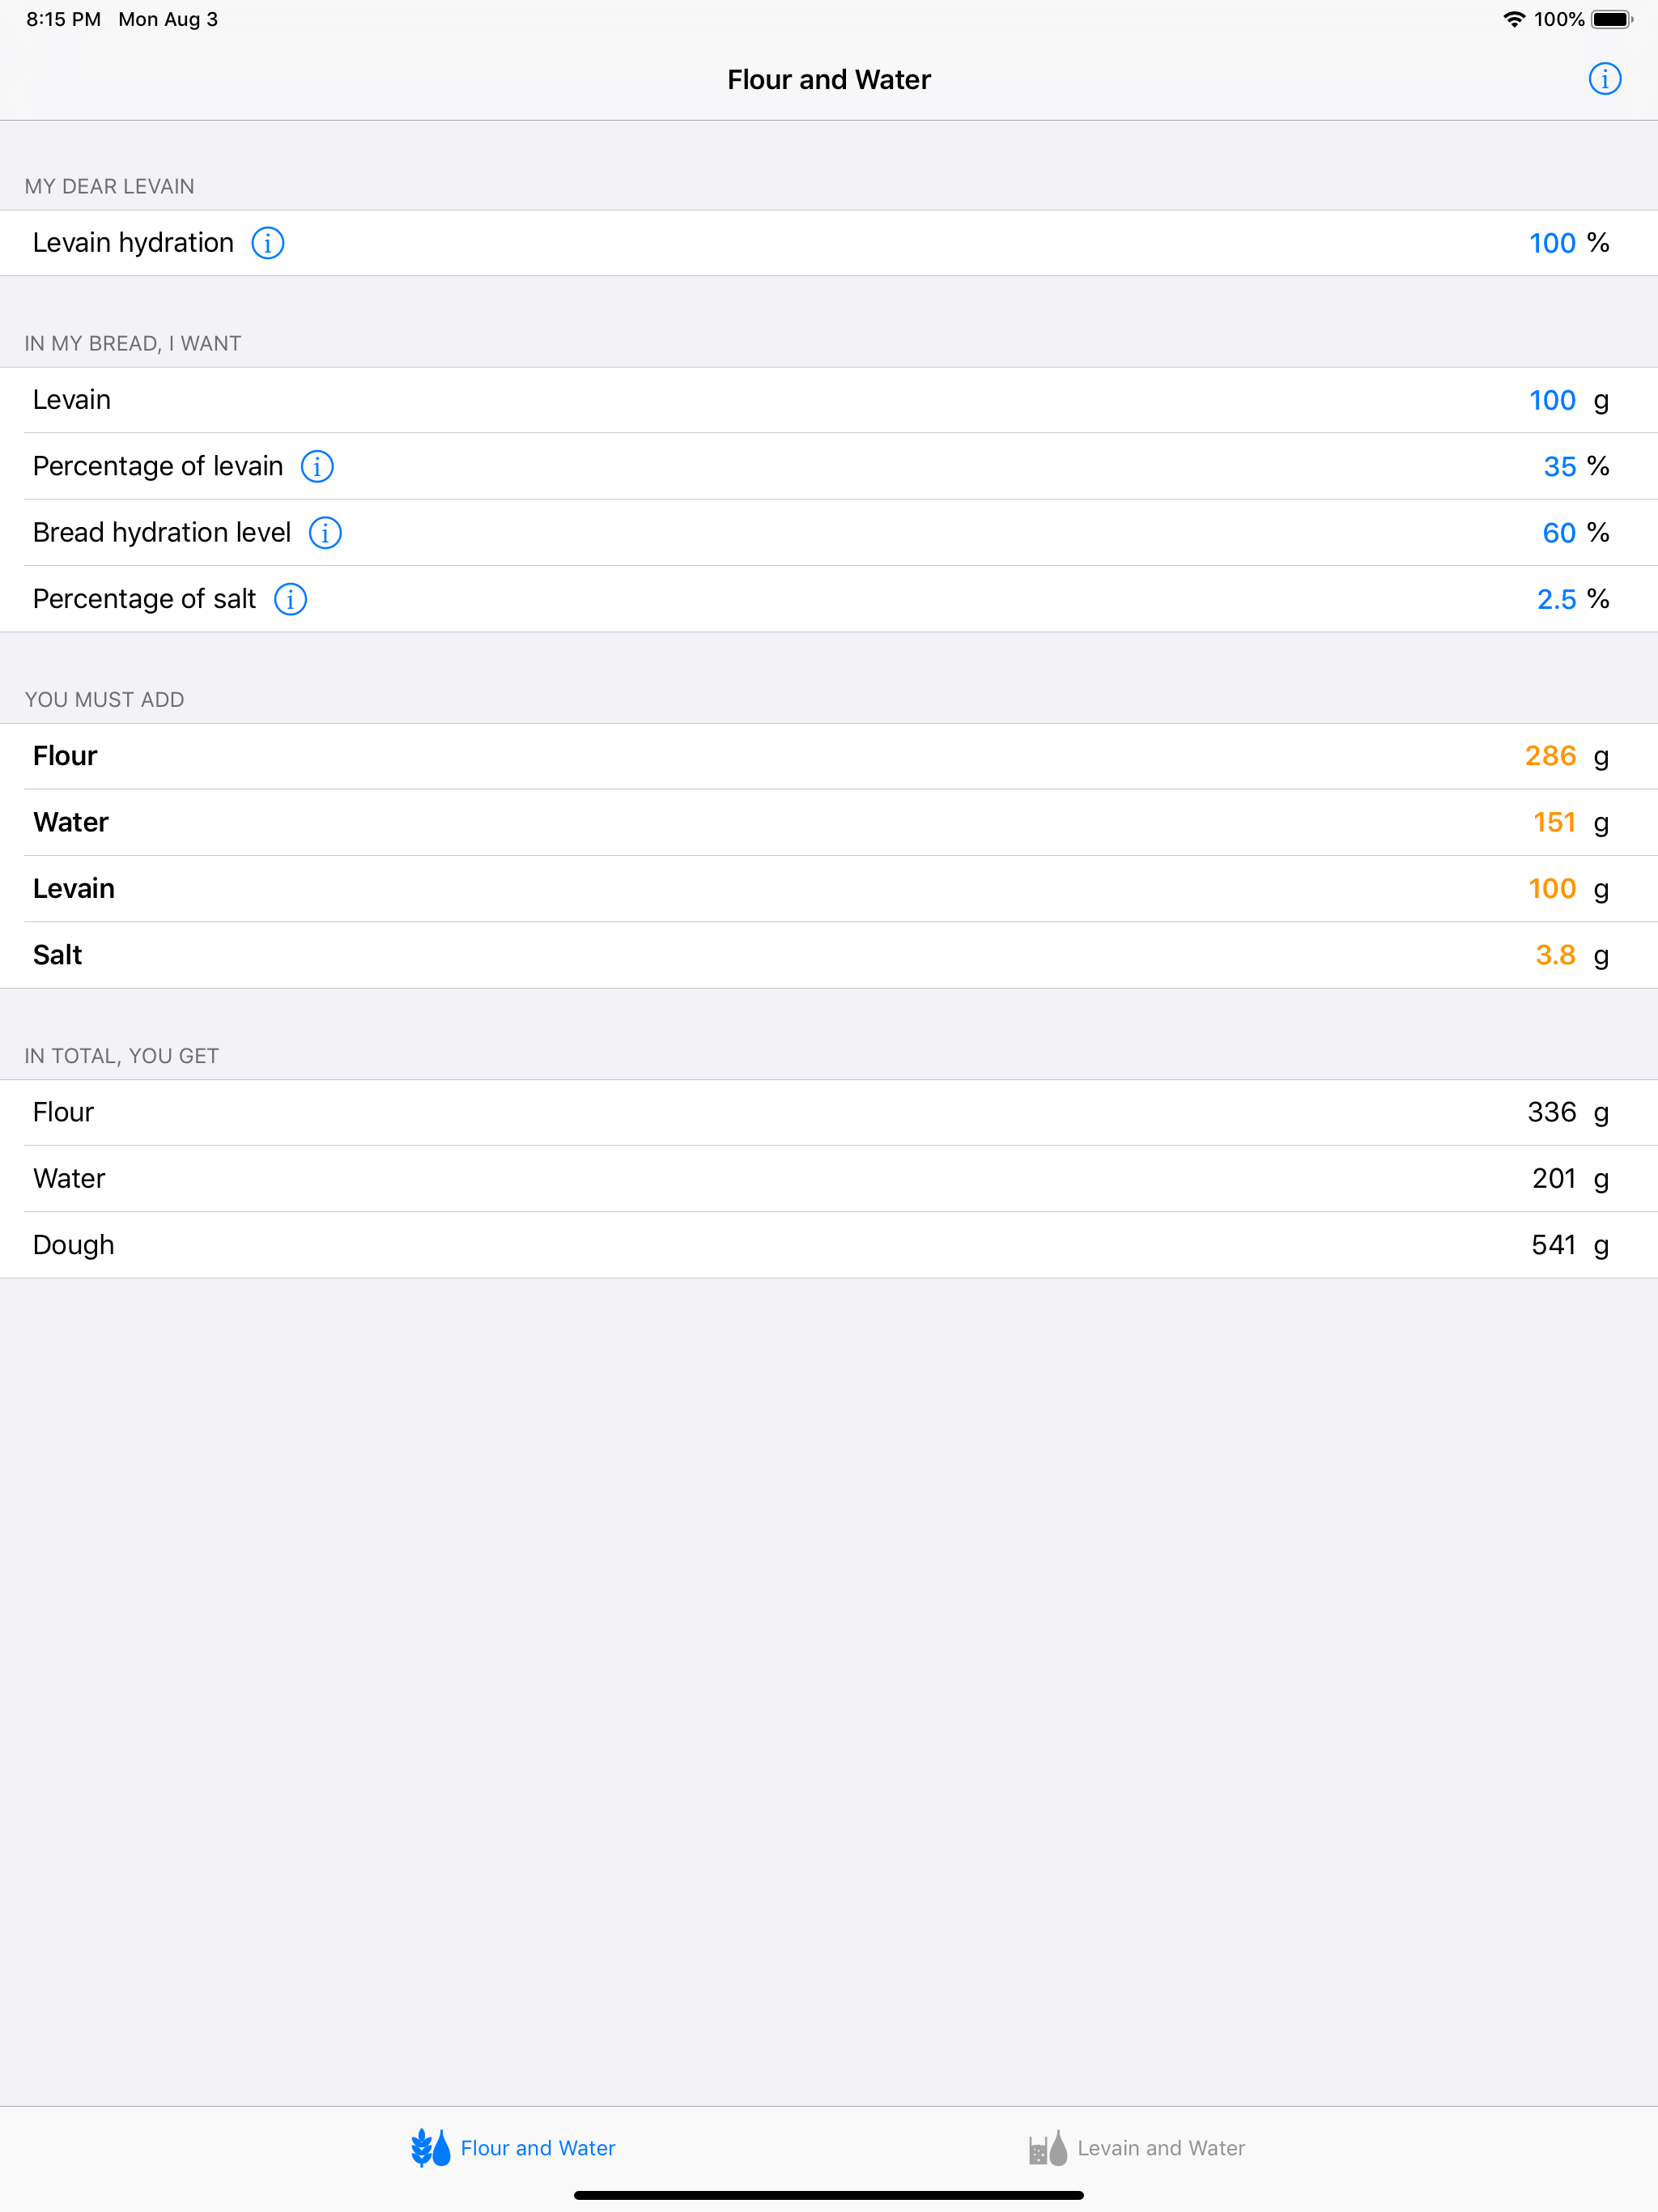 8:15 PM Mon Aug 3 100%
Flour and Water
MY DEAR LEVAIN
Levain hydration 100 %
IN MY BREAD, I WANT
Levain 100 g
Percentage of levain 35 %
Bread hydration level 60 %
Percentage of salt 2.5 %
YOU MUST ADD
Flour 286 g
Water 151 g
Levain 100 g
Salt 3.8 g
IN TOTAL, YOU GET
Flour 336 g
Water 201 g
Dough 541 g
Flour and Water Levain and Water